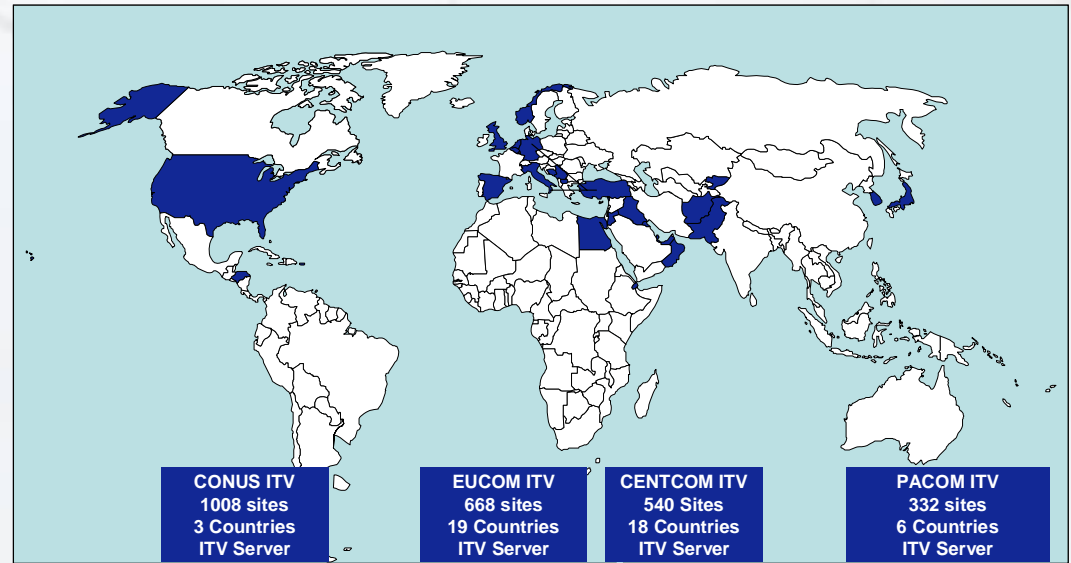 CONUS ITV
1008 sites
3 Countries
ITV Server
EUCOM ITV
668 sites
19 Countries
ITV Server
CENTCOM ITV
540 Sites
18 Countries
ITV Server
PACOM ITV
332 sites
6 Countries
ITV Server